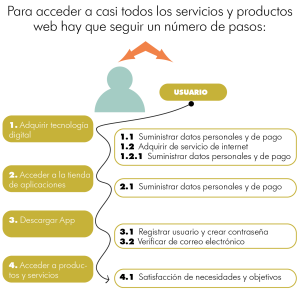 Para acceder a casi todos los servicios y productos
web hay que seguir un número de pasos:
USUARIO
1. Adquirir tecnología
digital
1.1 Suministrar datos personales y de pago
1.2 Adquirir de servicio de internet
1.2.1 Suministrar datos personales y de pago
2. Acceder a la tienda
de aplicaciones
2.1 Suministrar datos personales y de pago
3. Descargar App
3.1 Registrar usuario y crear contraseña
3.2 Verificar de correo electrónico
4. Acceder a produc-
tos y servicios
4.1 Satisfacción de necesidades y objetivos